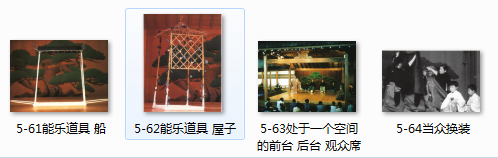 5-61能乐道具 船
5-62能乐道具 屋子
5-63处于一个空间
的前台 后台 观众席
5-64当众换装